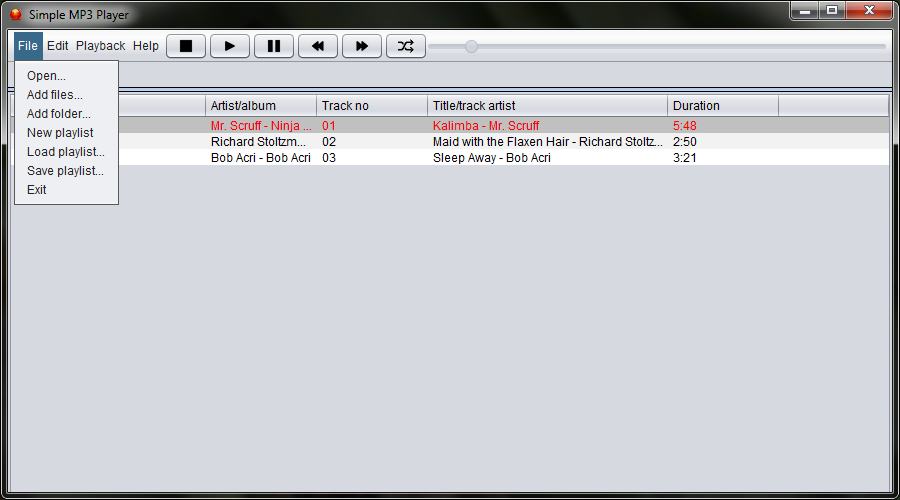 Simple MP3 Player
File Edit Playback Help
Open...
Add files...
Add folder...
New playlist
Load playlist...
Save playlist...
Exit
Artist/album Track no Title/track artist Duration
Mr. Scruff - Ninja ... 01 Kalimba - Mr. Scruff 5:48
Richard Stoltzm... 02 Maid with the Flaxen Hair - Richard Stoltz... 2:50
Bob Acri - Bob Acri 03 Sleep Away - Bob Acri 3:21